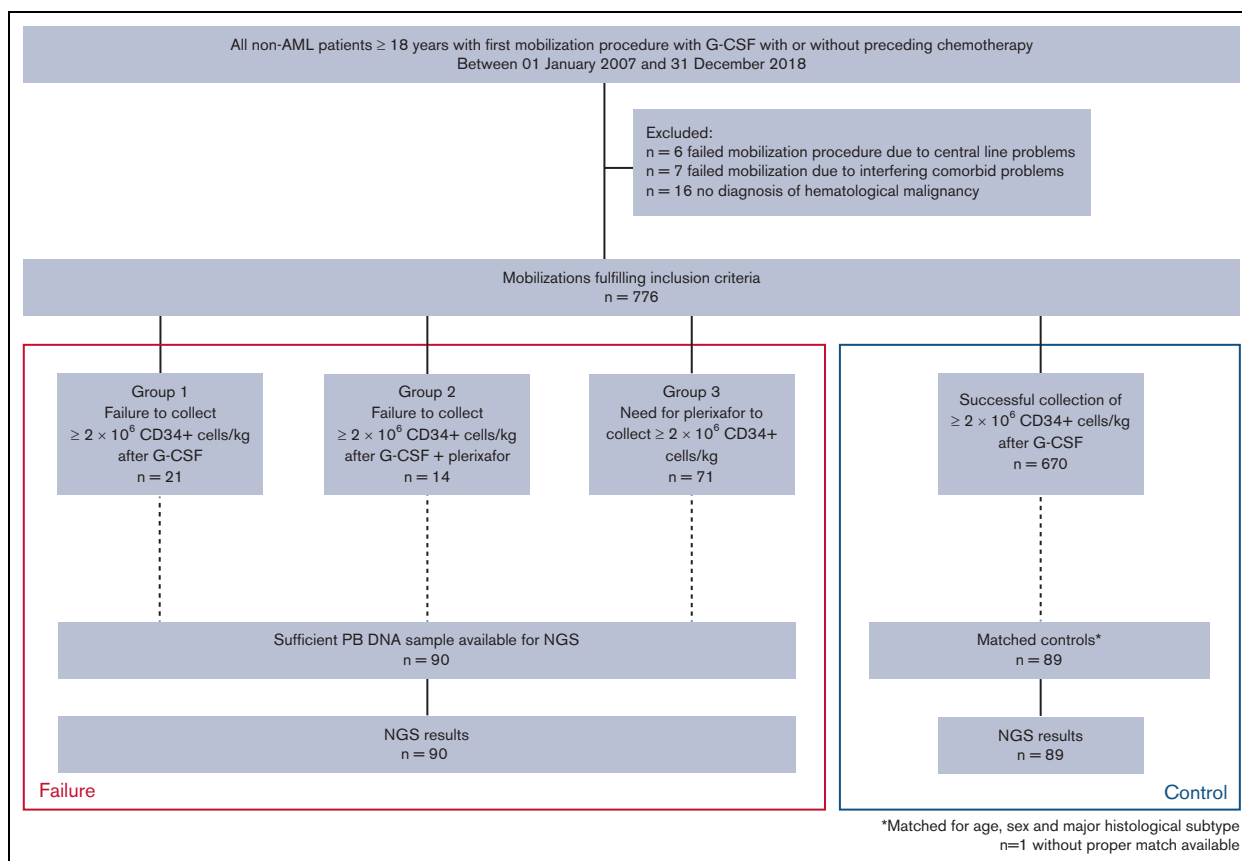 All non-AML patients ≥ 18 years with first mobilization procedure with G-CSF with or without preceding chemotherapy
Between 01 January 2007 and 31 December 2018
Excluded:
n = 6 failed mobilization procedure due to central line problems
n = 7 failed mobilization due to interfering comorbid problems
n = 16 no diagnosis of hematological malignancy
Mobilizations fulfilling inclusion criteria
n = 776
Group 1
Failure to collect
≥ 2 × 10⁶ CD34+ cells/kg
after G-CSF
n = 21
Group 2
Failure to collect
≥ 2 × 10⁶ CD34+ cells/kg
after G-CSF + plerixafor
n = 14
Group 3
Need for plerixafor to
collect ≥ 2 × 10⁶ CD34+
cells/kg
n = 71
Successful collection of
≥ 2 × 10⁶ CD34+ cells/kg
after G-CSF
n = 670
Sufficient PB DNA sample available for NGS
n = 90
Matched controls*
n = 89
NGS results
n = 90
NGS results
n = 89
Failure
Control
*Matched for age, sex and major histological subtype
n=1 without proper match available